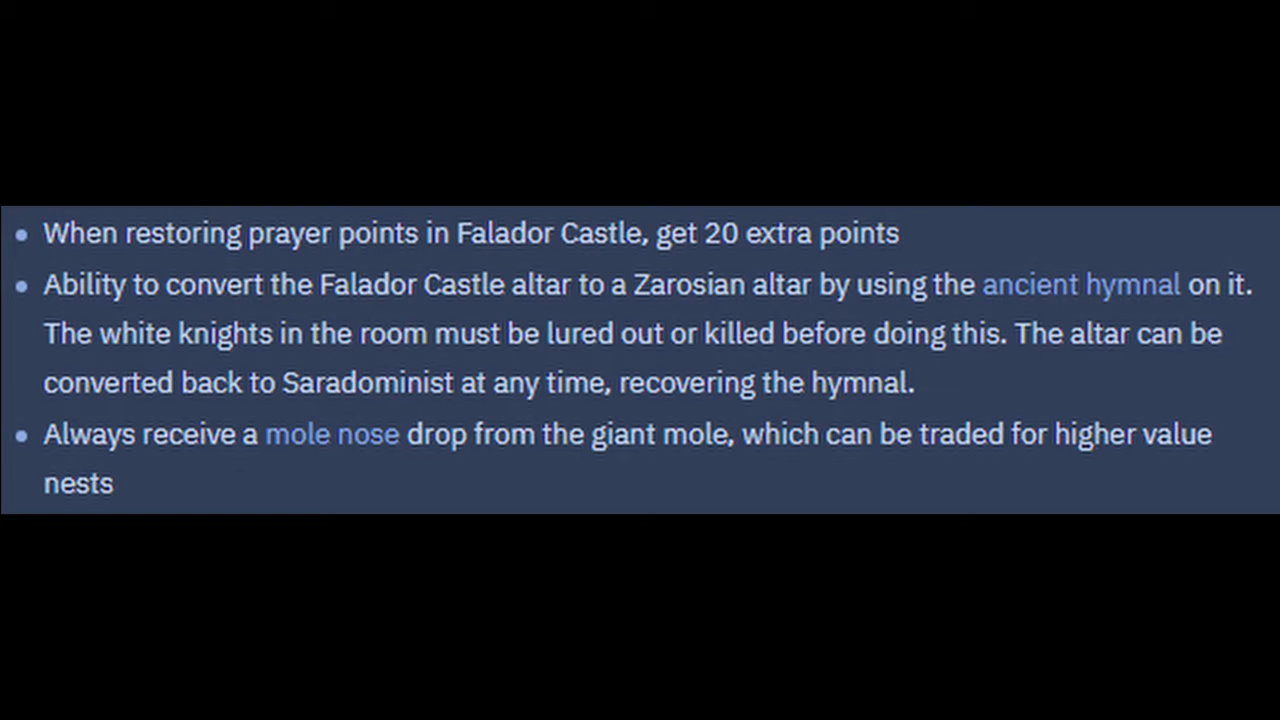 When restoring prayer points in Falador Castle, get 20 extra points
Ability to convert the Falador Castle altar to a Zarosian altar by using the ancient hymnal on it.
The white knights in the room must be lured out or killed before doing this. The altar can be
converted back to Saradominist at any time, recovering the hymnal.
Always receive a mole nose drop from the giant mole, which can be traded for higher value
nests